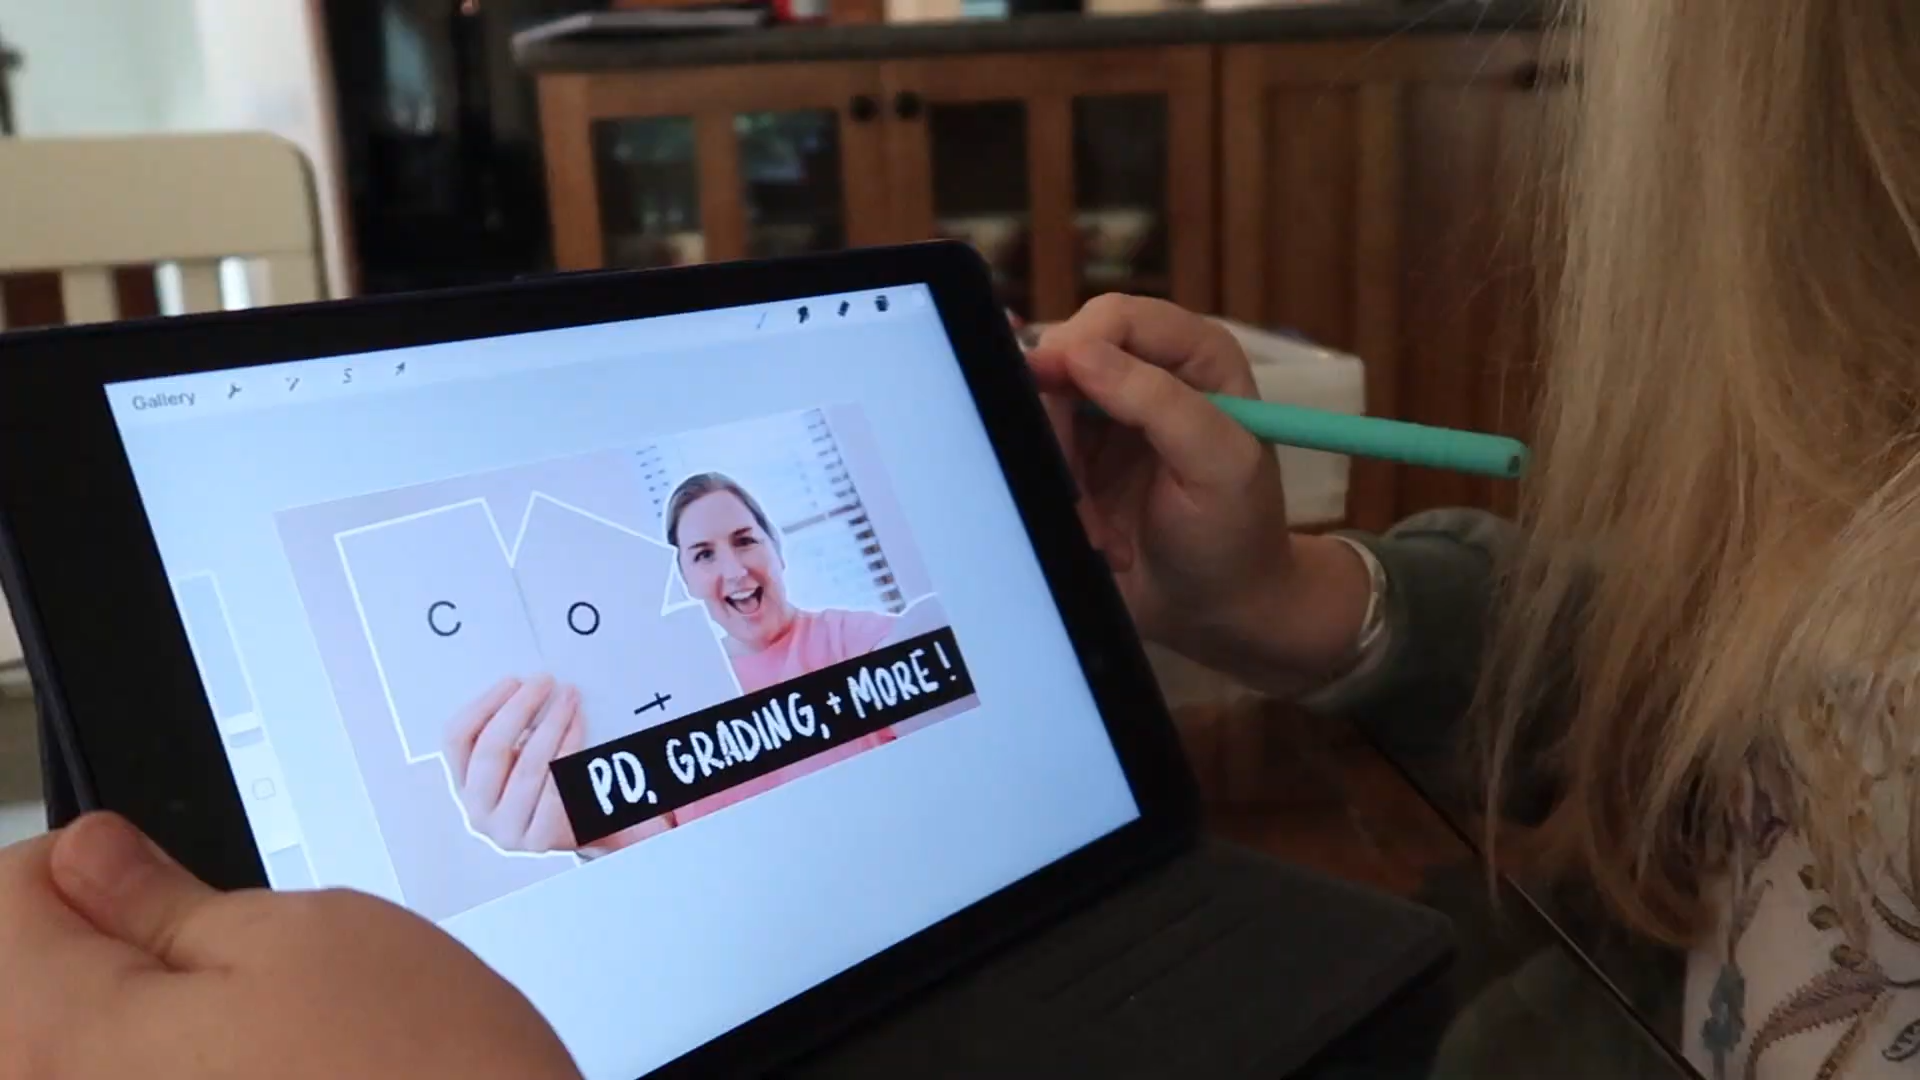 Gallery
C O
PD, GRADING, + MORE!